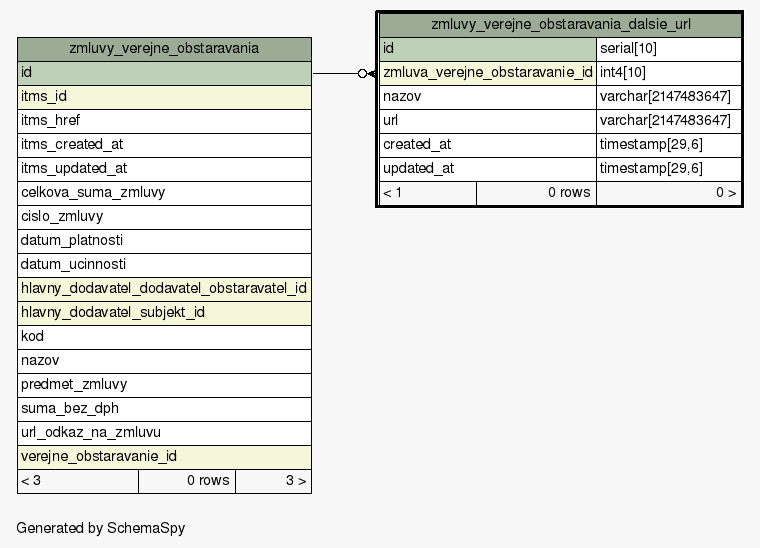 zmluvy_verejne_obstaravania
id
itms_id
itms_href
itms_created_at
itms_updated_at
celkova_suma_zmluvy
cislo_zmluvy
datum_platnosti
datum_ucinnosti
hlavny_dodavatel_dodavatel_obstaravatel_id
hlavny_dodavatel_subjekt_id
kod
nazov
predmet_zmluvy
suma_bez_dph
url_odkaz_na_zmluvu
verejne_obstaravanie_id
< 3 0 rows 3 >
zmluvy_verejne_obstaravania_dalsie_url
id serial[10]
zmluva_verejne_obstaravanie_id int4[10]
nazov varchar[2147483647]
url varchar[2147483647]
created_at timestamp[29,6]
updated_at timestamp[29,6]
< 1 0 rows 0 >
Generated by SchemaSpy